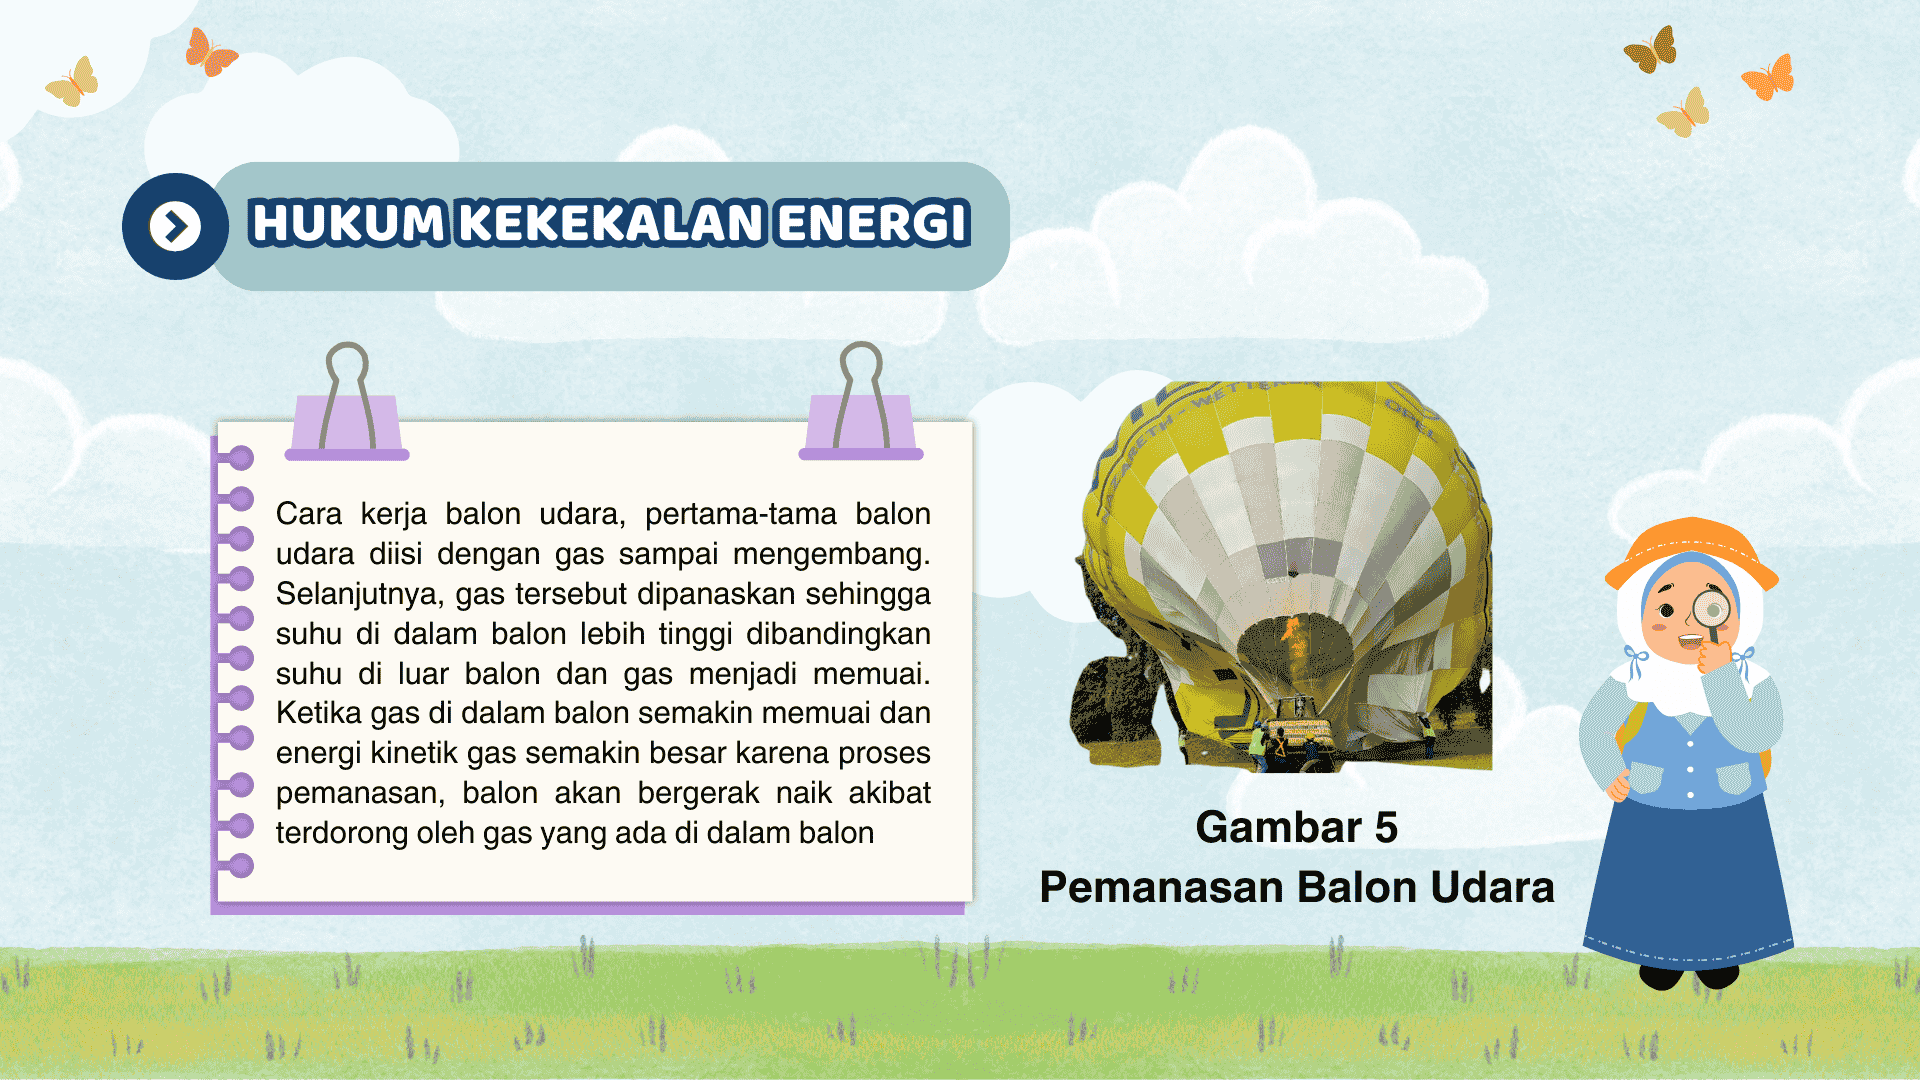 HUKUM KEKEKALAN ENERGI
Cara kerja balon udara, pertama-tama balon
udara diisi dengan gas sampai mengembang.
Selanjutnya, gas tersebut dipanaskan sehingga
suhu di dalam balon lebih tinggi dibandingkan
suhu di luar balon dan gas menjadi memuai.
Ketika gas di dalam balon semakin memuai dan
energi kinetik gas semakin besar karena proses
pemanasan, balon akan bergerak naik akibat
terdorong oleh gas yang ada di dalam balon
OPEL
Gambar 5
Pemanasan Balon Udara